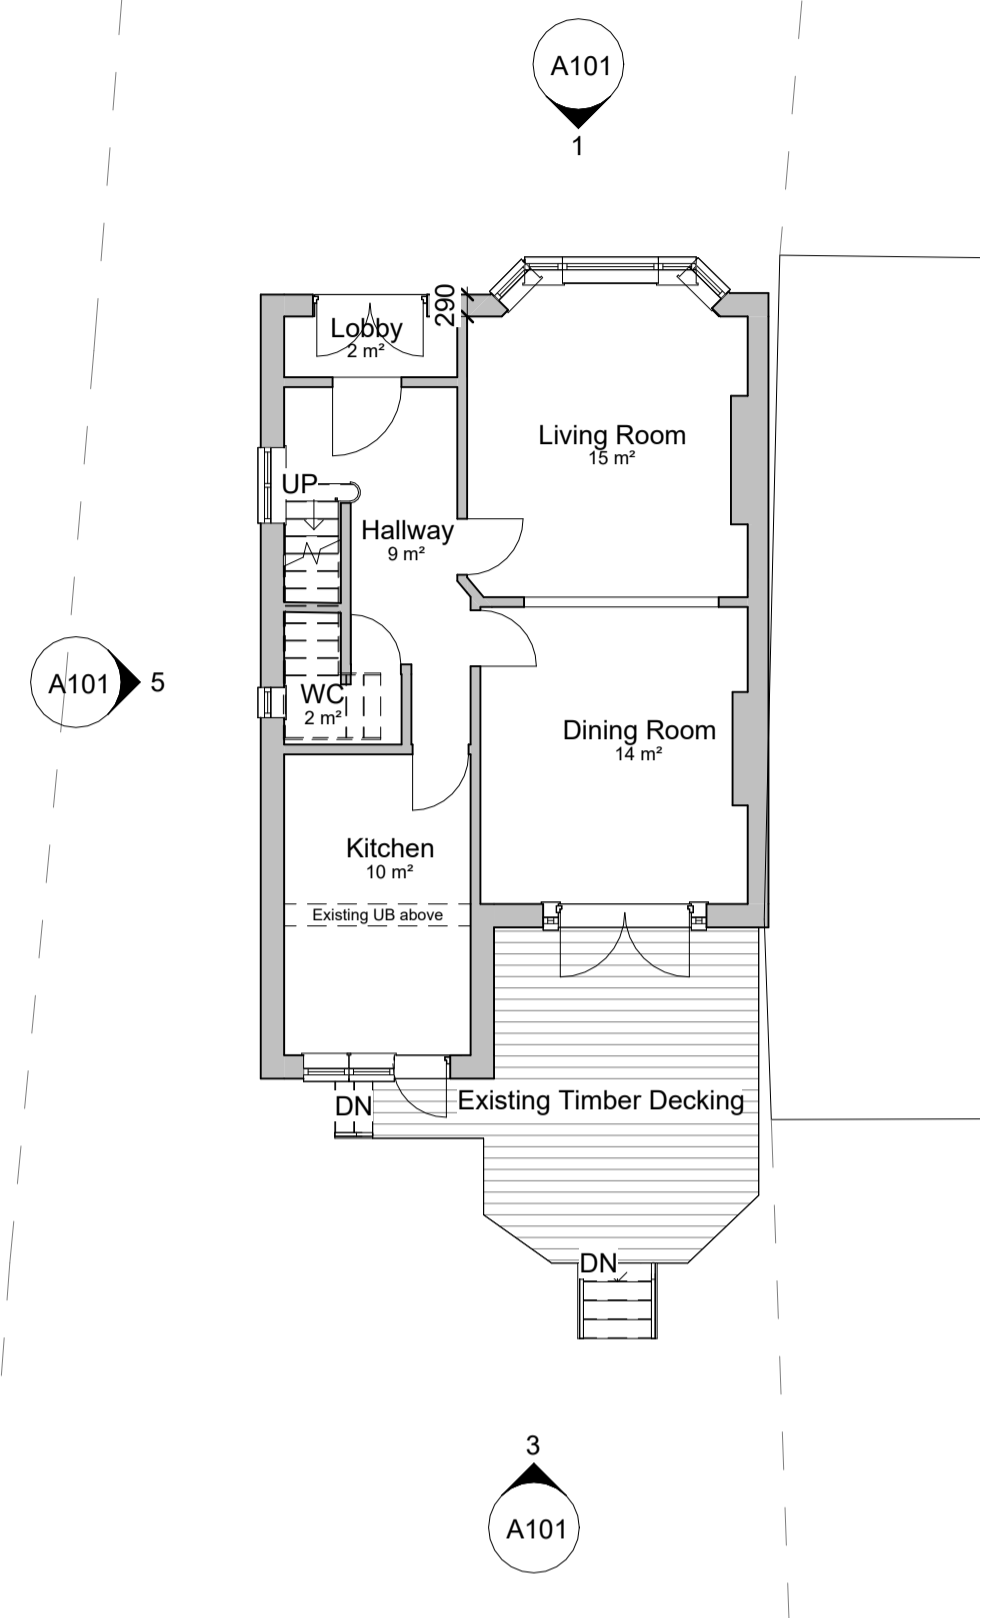 A101
1
290
Lobby
2 m²
Living Room
15 m²
UP
Hallway
9 m²
A101
5
WC
2 m²
Dining Room
14 m²
Kitchen
10 m²
Existing UB above
DN
Existing Timber Decking
DN
3
A101